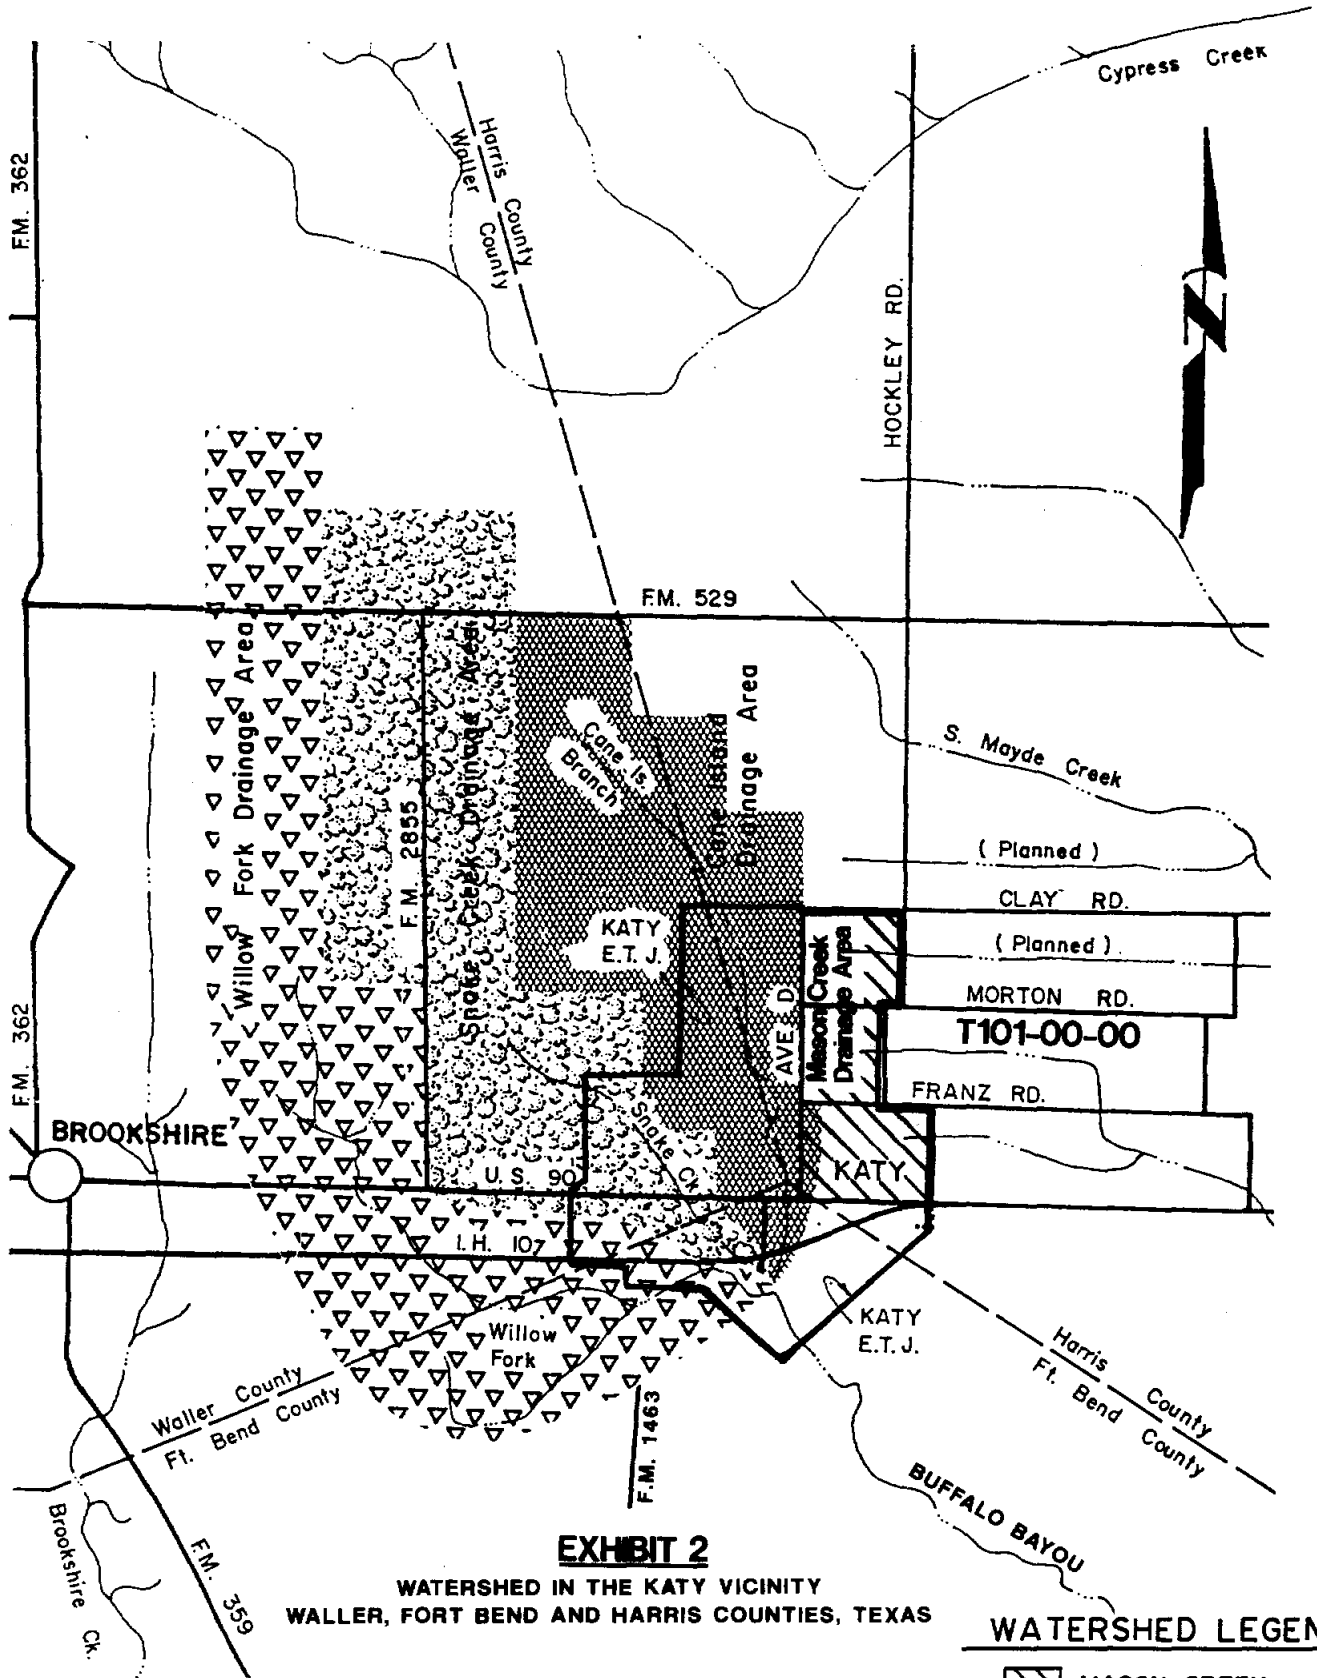 Cypress Creek
F.M. 362
Harris County
Waller County
HOCKLEY RD.
N
F.M. 529
Willow Fork Drainage Area
F.M. 2855
Snake Creek Drainage Area
Cane Is.
Branch
Cane Island
Drainage Area
S. Mayde Creek
( Planned )
CLAY RD.
KATY
E.T.J.
AVE. D
Mason Creek
Drainage Area
( Planned )
MORTON RD.
T101-00-00
FRANZ RD.
F.M. 362
BROOKSHIRE
Snake Ck.
KATY
U.S. 90
I.H. 10
Willow
Fork
KATY
E.T.J.
Waller County
Ft. Bend County
Harris County
Ft. Bend County
F.M. 1463
BUFFALO BAYOU
Brookshire Ck.
F.M. 359
EXHIBIT 2
WATERSHED IN THE KATY VICINITY
WALLER, FORT BEND AND HARRIS COUNTIES, TEXAS
WATERSHED LEGEN